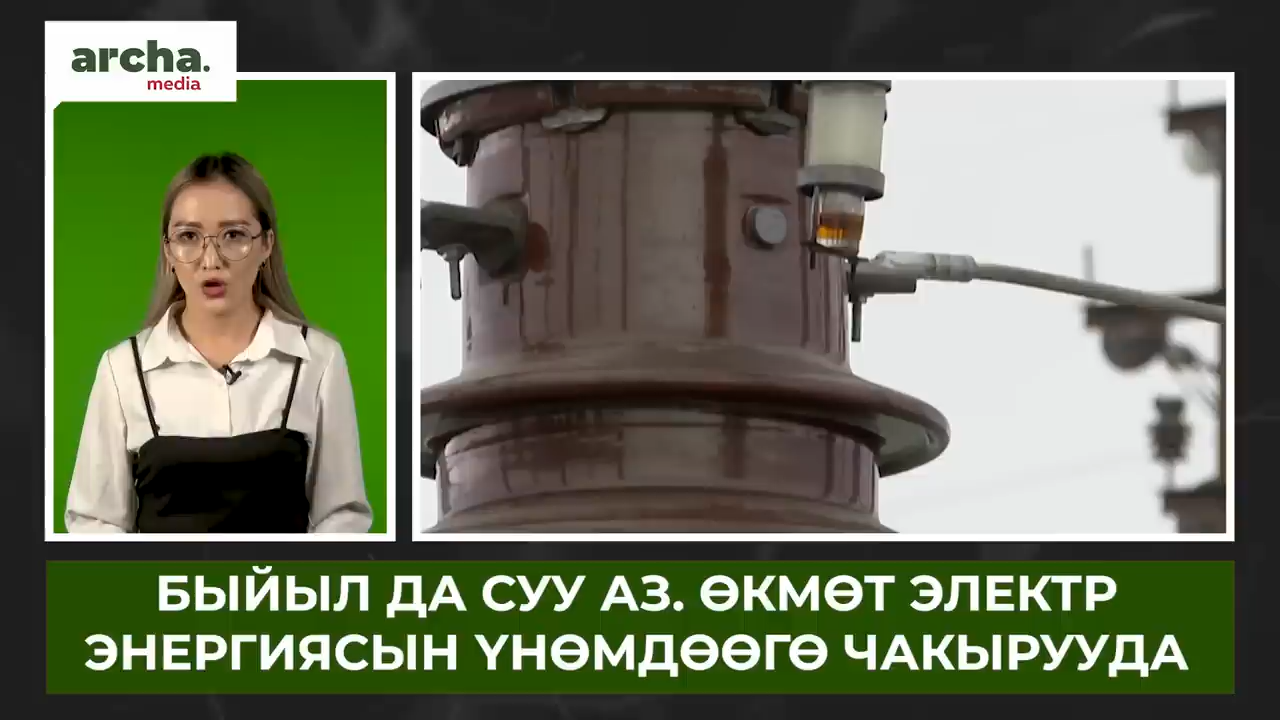 archa.
media
БЫЙЫЛ ДА СУУ АЗ. ӨКМӨТ ЭЛЕКТР
ЭНЕРГИЯСЫН ҮНӨМДӨӨГӨ ЧАКЫРУУДА